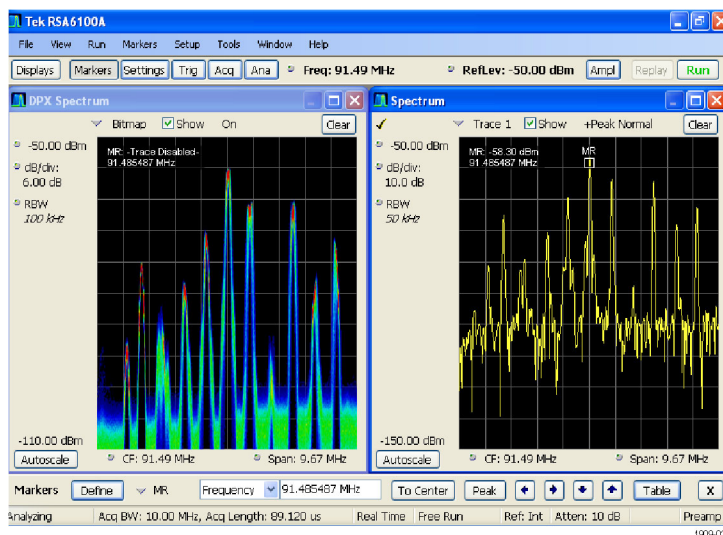 Tek RSA6100A
File View Run Markers Setup Tools Window Help
Displays Markers Settings Trig Acq Ana Freq: 91.49 MHz RefLev: -50.00 dBm Ampl Replay Run
DPX Spectrum
Bitmap Show On Clear
-50.00 dBm
dB/div:
6.00 dB
RBW
100 kHz
MR: -Trace Disabled-
91.485487 MHz
-110.00 dBm
Autoscale CF: 91.49 MHz Span: 9.67 MHz
Spectrum
Trace 1 Show +Peak Normal Clear
-50.00 dBm
dB/div:
10.0 dB
RBW
50 kHz
MR: -58.30 dBm
91.485487 MHz
MR
-150.00 dBm
Autoscale CF: 91.49 MHz Span: 9.67 MHz
Markers Define MR Frequency 91.485487 MHz To Center Peak Table X
Analyzing Acq BW: 10.00 MHz, Acq Length: 89.120 us Real Time Free Run Ref: Int Atten: 10 dB Preamp